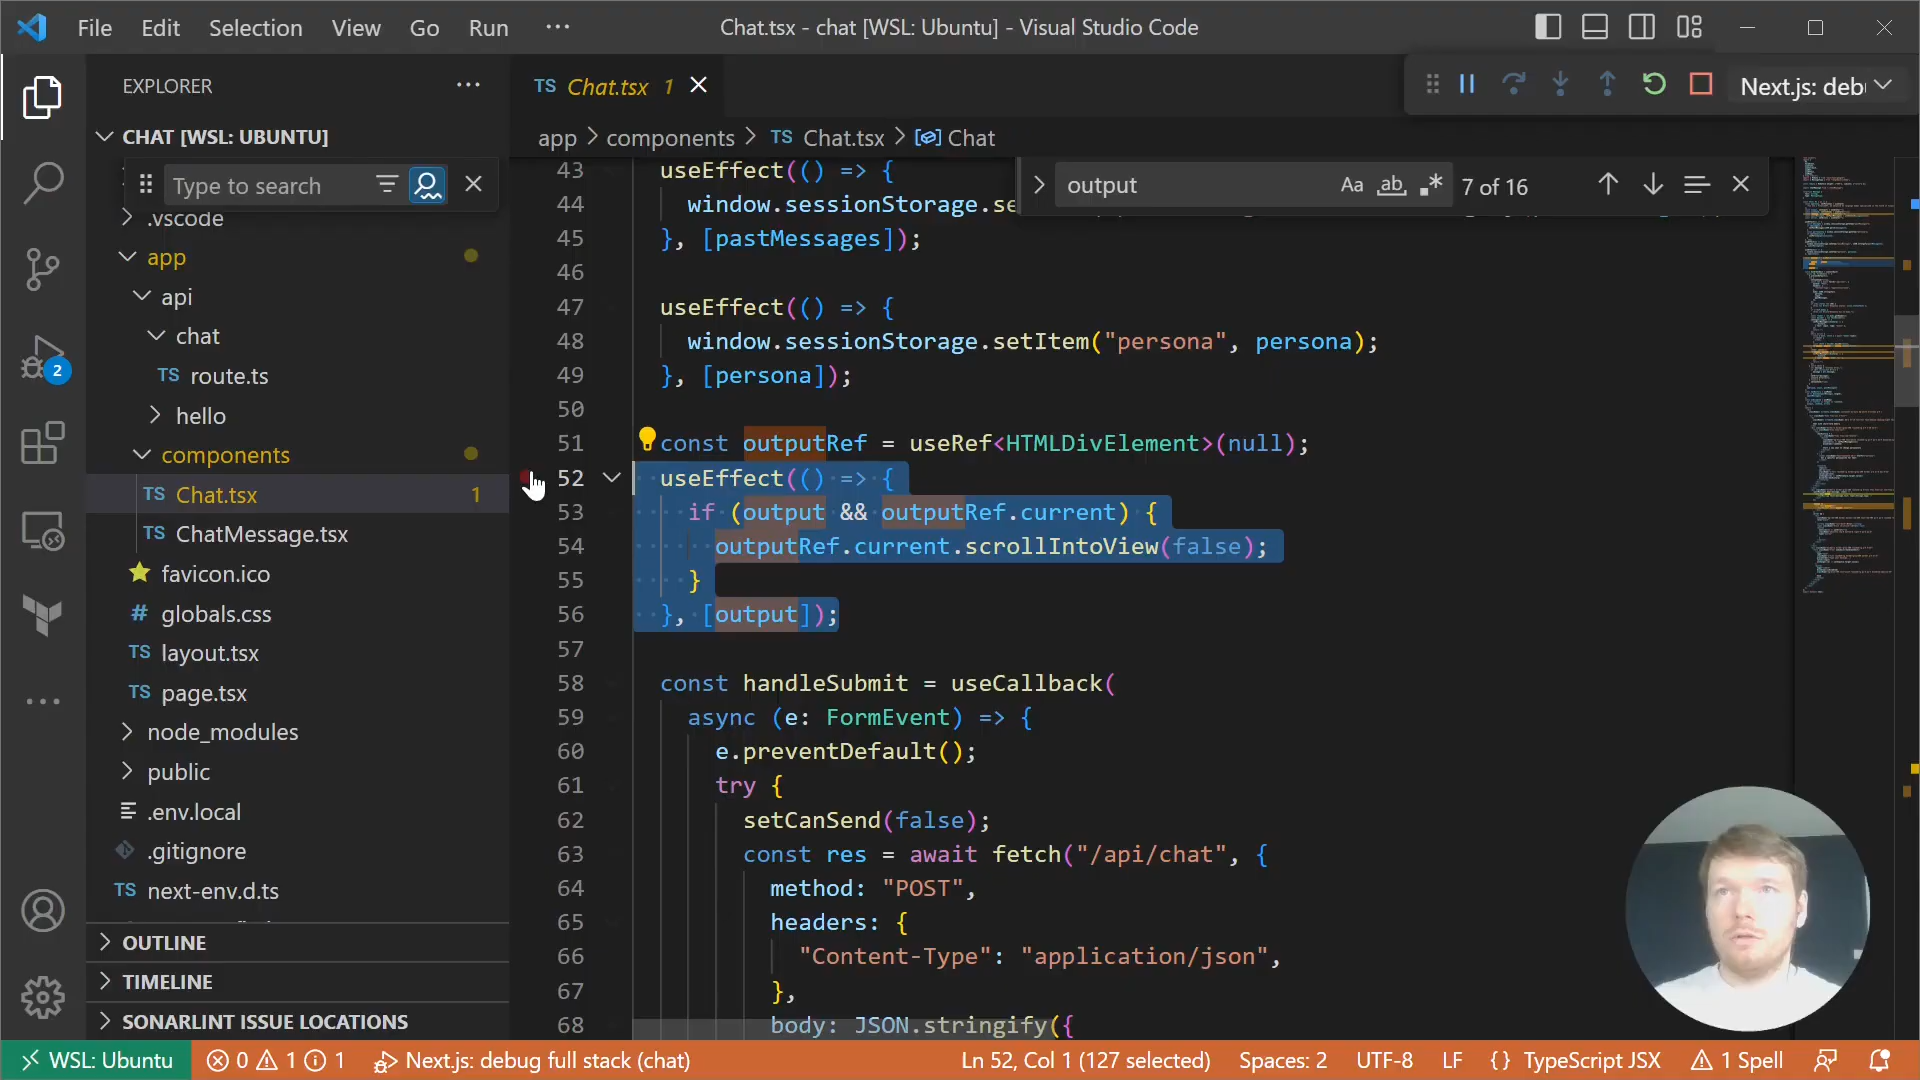 File Edit Selection View Go Run ··· Chat.tsx - chat [WSL: Ubuntu] - Visual Studio Code
EXPLORER ···
CHAT [WSL: UBUNTU]
Type to search
.vscode
app
api
chat
TS route.ts
hello
components
TS Chat.tsx 1
TS ChatMessage.tsx
favicon.ico
# globals.css
TS layout.tsx
TS page.tsx
node_modules
public
.env.local
.gitignore
TS next-env.d.ts
OUTLINE
TIMELINE
SONARLINT ISSUE LOCATIONS
2
TS Chat.tsx 1
Next.js: deb
app > components > TS Chat.tsx > Chat
output Aa ab 7 of 16
43 useEffect(() => {
44 window.sessionStorage.se
45 }, [pastMessages]);
46
47 useEffect(() => {
48 window.sessionStorage.setItem("persona", persona);
49 }, [persona]);
50
51 const outputRef = useRef<HTMLDivElement>(null);
52 useEffect(() => {
53 if (output && outputRef.current) {
54 outputRef.current.scrollIntoView(false);
55 }
56 }, [output]);
57
58 const handleSubmit = useCallback(
59 async (e: FormEvent) => {
60 e.preventDefault();
61 try {
62 setCanSend(false);
63 const res = await fetch("/api/chat", {
64 method: "POST",
65 headers: {
66 "Content-Type": "application/json",
67 },
68 body: JSON.stringify({
WSL: Ubuntu 0 1 1 Next.js: debug full stack (chat) Ln 52, Col 1 (127 selected) Spaces: 2 UTF-8 LF {} TypeScript JSX 1 Spell